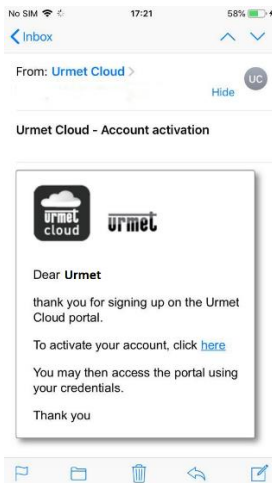 No SIM 17:21 58%
Inbox
From: Urmet Cloud
UC
Hide
Urmet Cloud - Account activation
urmet
cloud
urmet
Dear Urmet
thank you for signing up on the Urmet
Cloud portal.
To activate your account, click here
You may then access the portal using
your credentials.
Thank you